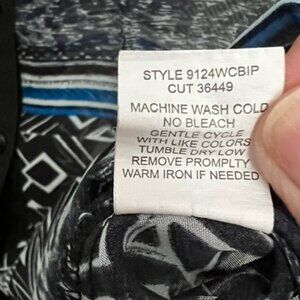 STYLE 9124WCBIP
CUT 36449
MACHINE WASH COLD
NO BLEACH
GENTLE CYCLE
WITH LIKE COLORS
TUMBLE DRY LOW
REMOVE PROMPLTY
WARM IRON IF NEEDED